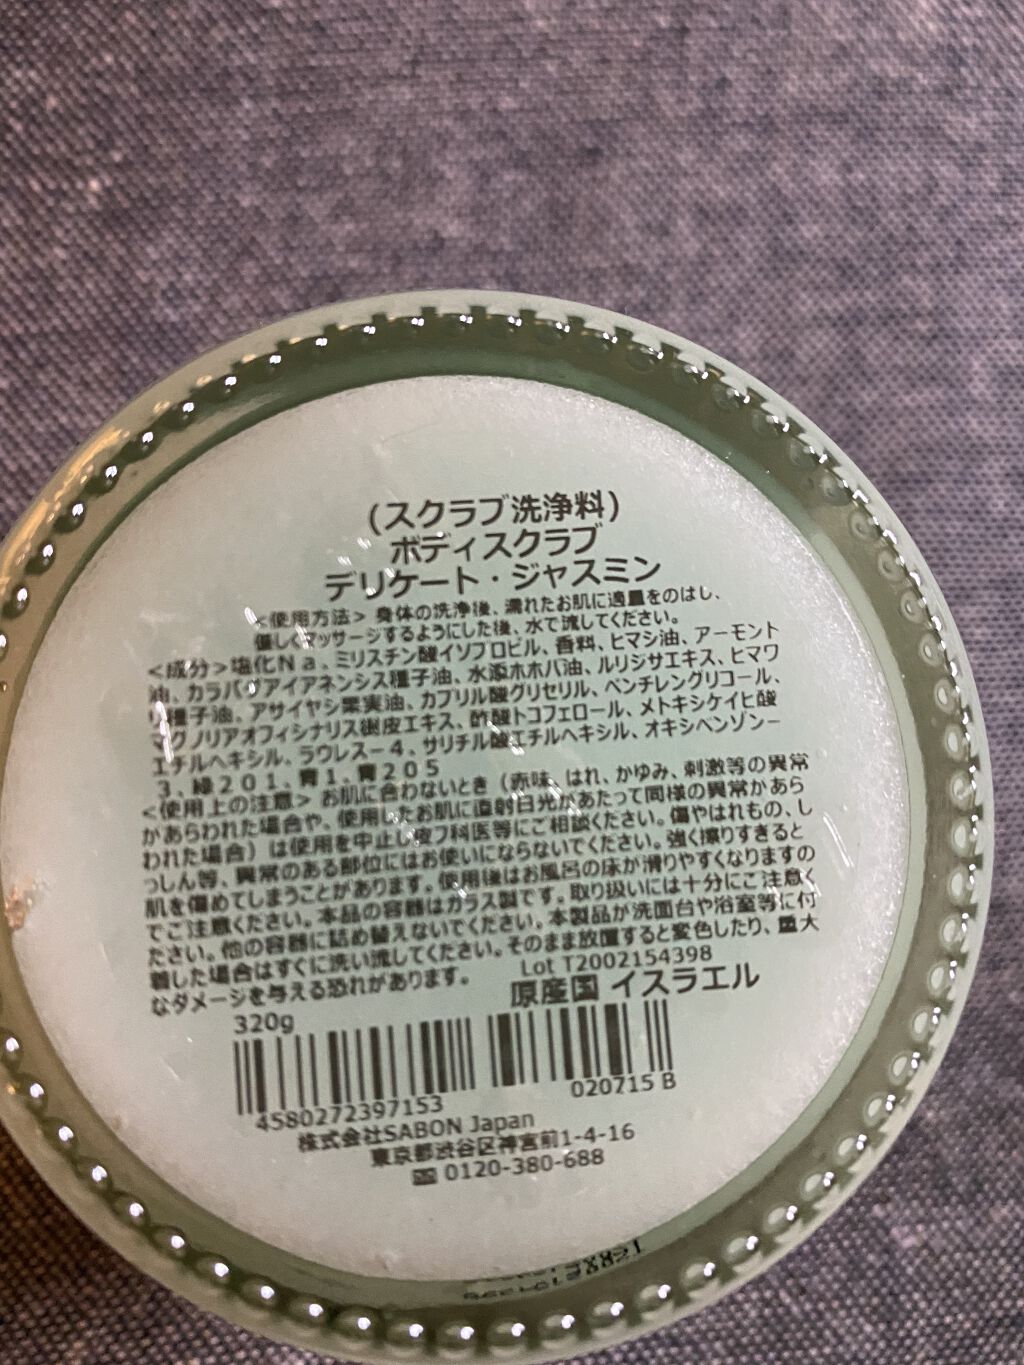 (スクラブ洗浄料)
ボディスクラブ
デリケート・ジャスミン
<使用方法> 身体の洗浄後、濡れたお肌に適量をのばし、
優しくマッサージするようにした後、水で流してください。
<成分>塩化Na、ミリスチン酸イソプロピル、香料、ヒマシ油、アーモンド
油、カラパグアイアネンシス種子油、水添ホホバ油、ルリジサエキス、ヒマワ
リ種子油、アサイヤシ果実油、カプリル酸グリセリル、ペンチレングリコール、
マグノリアオフィシナリス樹皮エキス、酢酸トコフェロール、メトキシケイヒ酸
エチルヘキシル、ラウレス-4、サリチル酸エチルヘキシル、オキシベンゾン-
3、緑201、青1、青205
<使用上の注意> お肌に合わないとき（赤味、はれ、かゆみ、刺激等の異常
があらわれた場合や、使用したお肌に直射日光があたって同様の異常があら
われた場合）は使用を中止し皮フ科医等にご相談ください。傷やはれもの、し
っしん等、異常のある部位にはお使いにならないでください。強く擦りすぎると
肌を傷めてしまうことがあります。使用後はお風呂の床が滑りやすくなりますの
でご注意ください。本品の容器はガラス製です。取り扱いには十分にご注意く
ださい。他の容器に詰め替えないでください。本製品が洗面台や浴室等に付
着した場合はすぐに洗い流してください。そのまま放置すると変色したり、重大
なダメージを与える恐れがあります。
Lot T2002154398
原産国 イスラエル
320g
4580272397153
020715 B
株式会社SABON Japan
東京都渋谷区神宮前1-4-16
0120-380-688